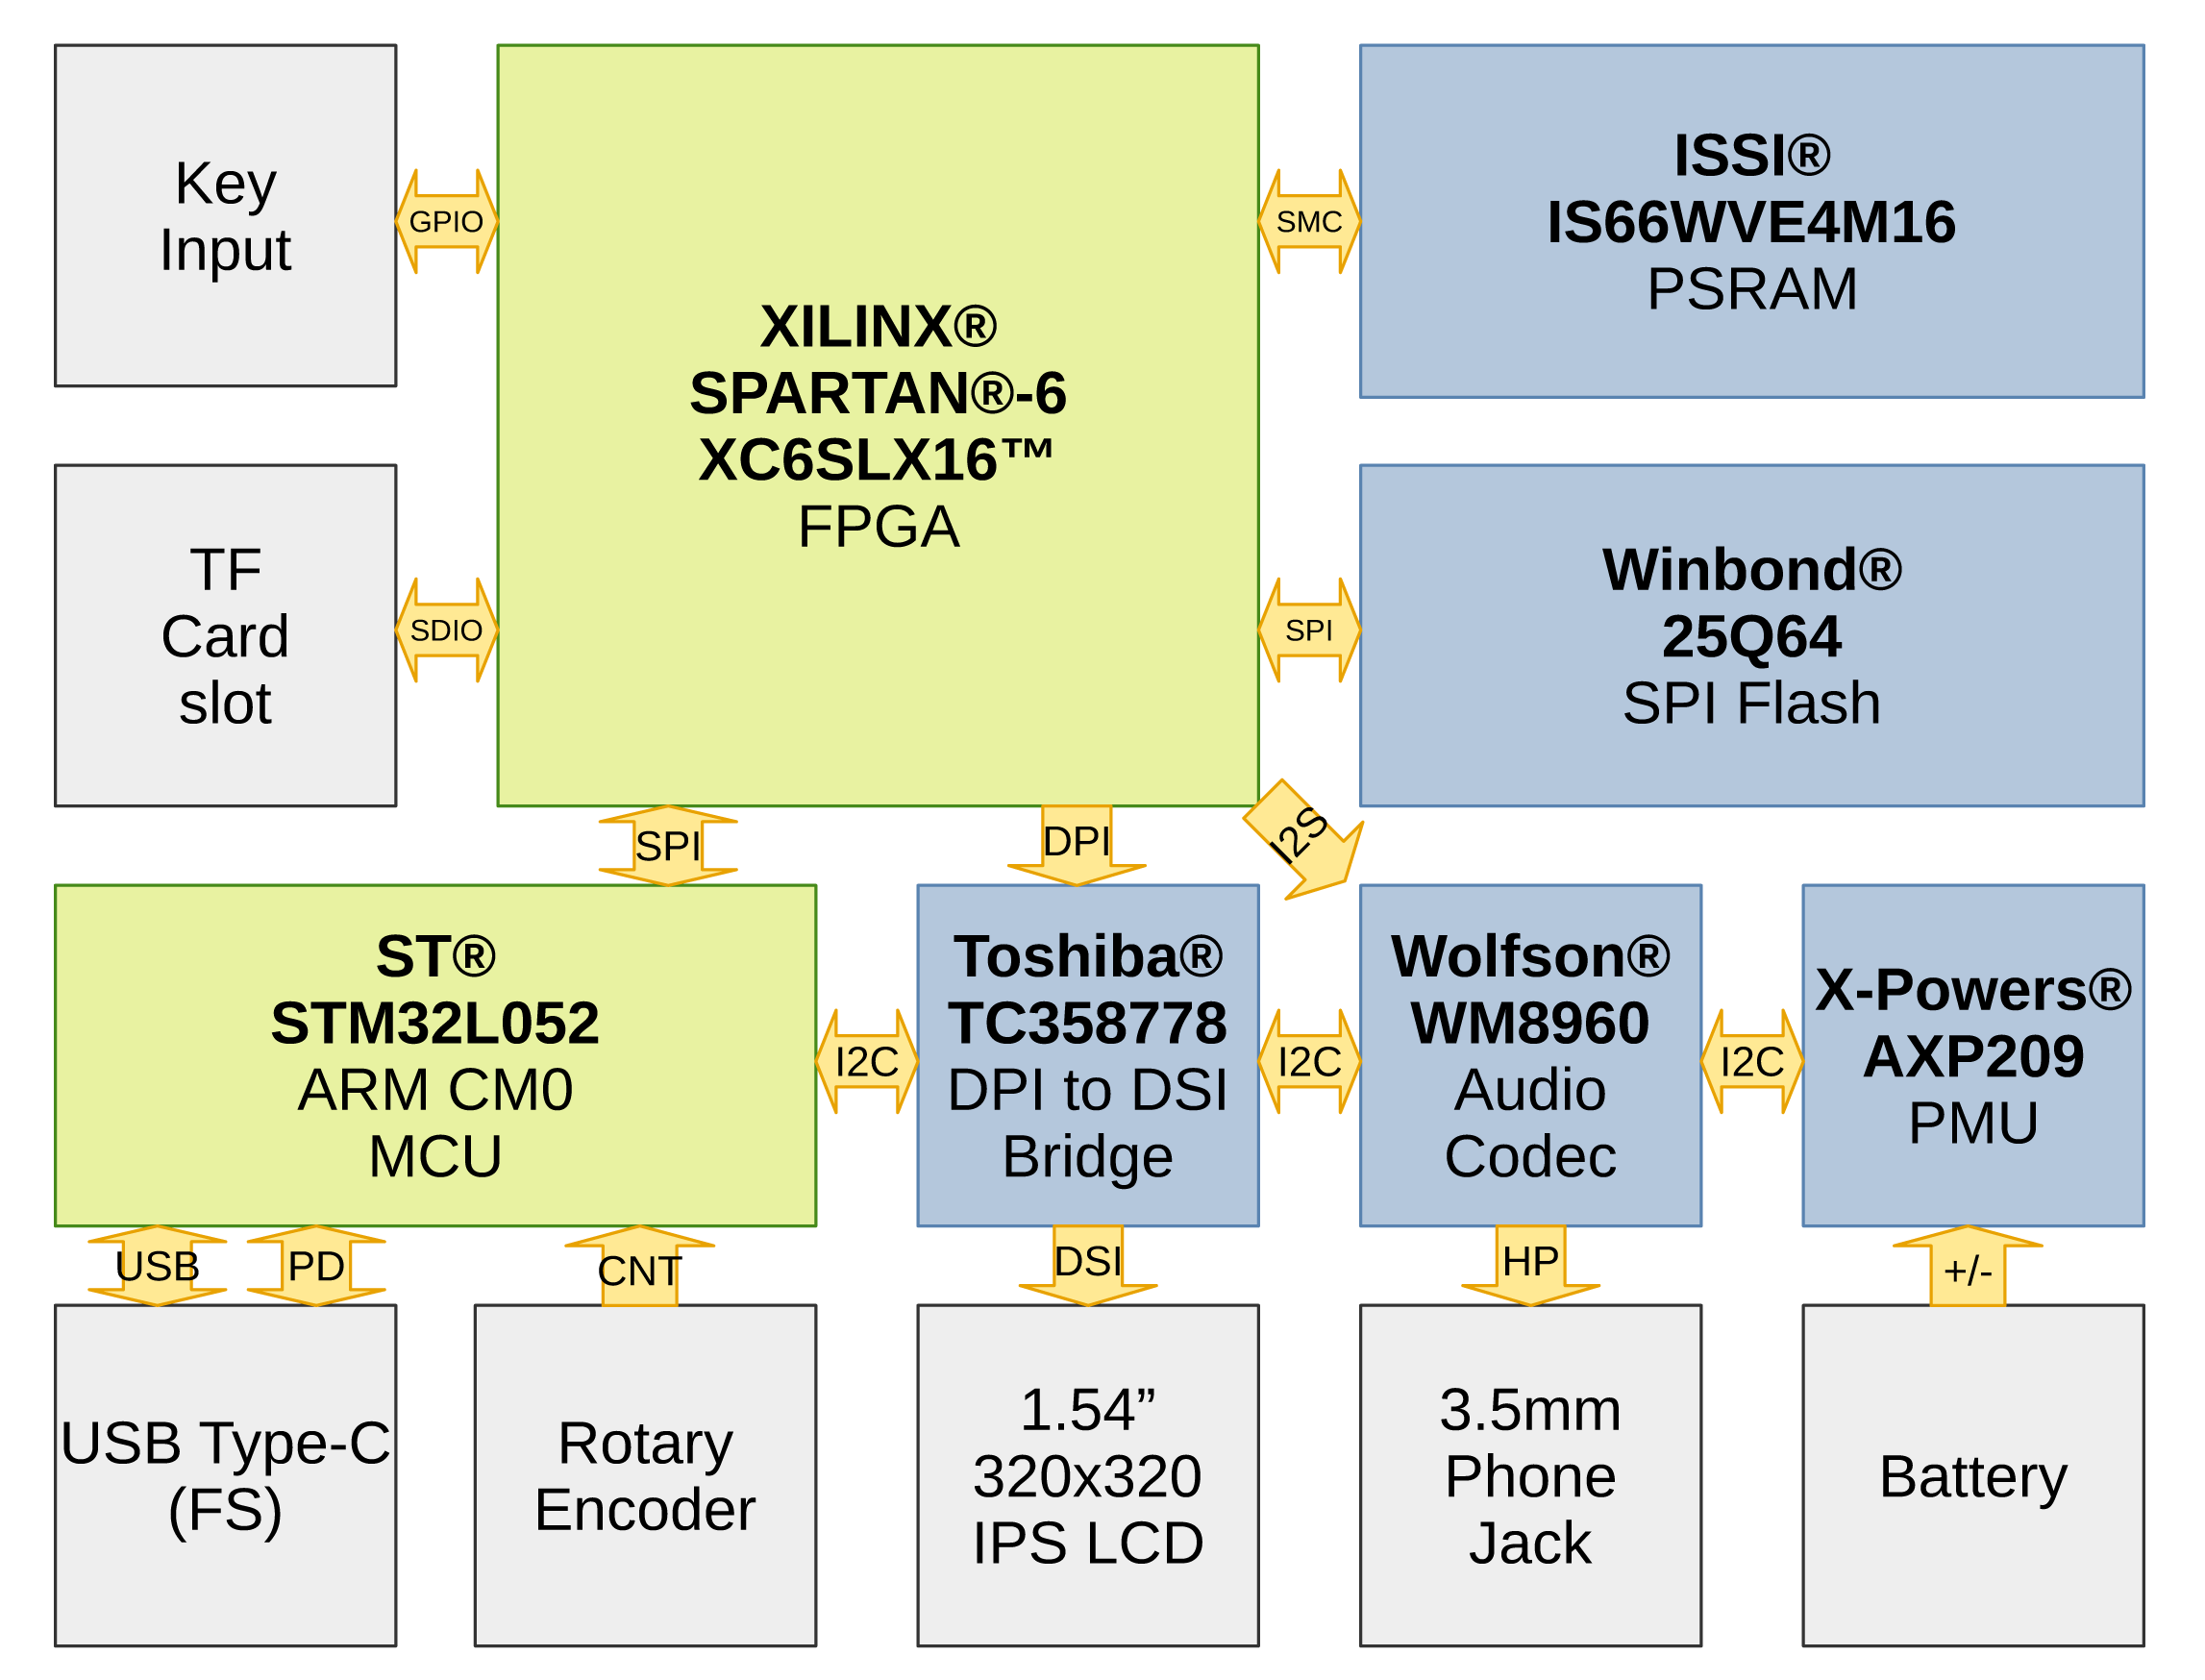 Key
Input
GPIO
XILINX®
SPARTAN®-6
XC6SLX16™
FPGA
SMC
ISSI®
IS66WVE4M16
PSRAM
TF
Card
slot
SDIO
SPI
Winbond®
25Q64
SPI Flash
SPI
DPI
I2S
ST®
STM32L052
ARM CM0
MCU
I2C
Toshiba®
TC358778
DPI to DSI
Bridge
I2C
Wolfson®
WM8960
Audio
Codec
I2C
X-Powers®
AXP209
PMU
USB
PD
CNT
DSI
HP
+/-
USB Type-C
(FS)
Rotary
Encoder
1.54”
320x320
IPS LCD
3.5mm
Phone
Jack
Battery